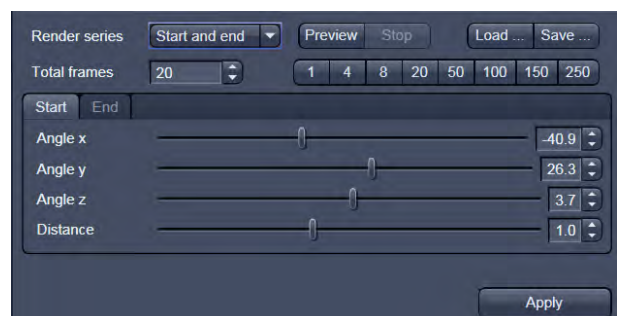 Render series Start and end Preview Stop Load ... Save ...
Total frames 20 1 4 8 20 50 100 150 250
Start End
Angle x -40.9
Angle y 26.3
Angle z 3.7
Distance 1.0
Apply